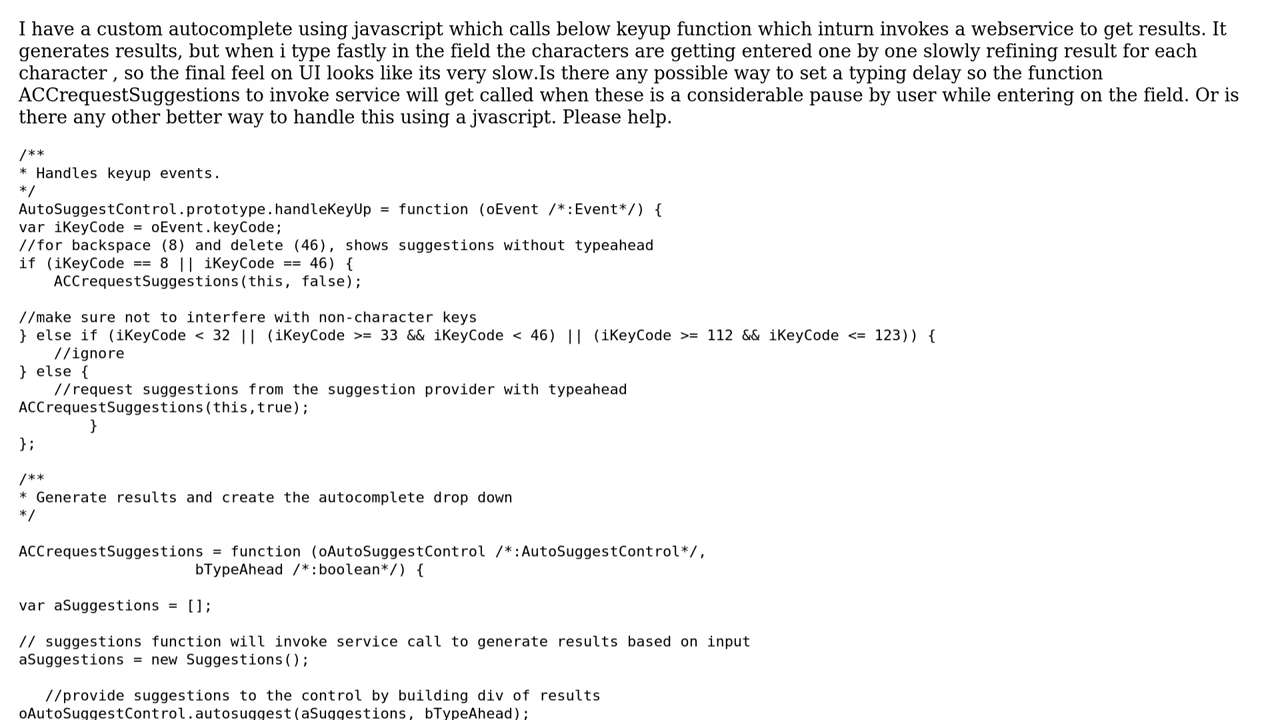 I have a custom autocomplete using javascript which calls below keyup function which inturn invokes a webservice to get results. It
generates results, but when i type fastly in the field the characters are getting entered one by one slowly refining result for each
character , so the final feel on UI looks like its very slow.Is there any possible way to set a typing delay so the function
ACCrequestSuggestions to invoke service will get called when these is a considerable pause by user while entering on the field. Or is
there any other better way to handle this using a jvascript. Please help.
/**
* Handles keyup events.
*/
AutoSuggestControl.prototype.handleKeyUp = function (oEvent /*:Event*/) {
var iKeyCode = oEvent.keyCode;
//for backspace (8) and delete (46), shows suggestions without typeahead
if (iKeyCode == 8 || iKeyCode == 46) {
    ACCrequestSuggestions(this, false);
//make sure not to interfere with non-character keys
} else if (iKeyCode < 32 || (iKeyCode >= 33 && iKeyCode < 46) || (iKeyCode >= 112 && iKeyCode <= 123)) {
    //ignore
} else {
    //request suggestions from the suggestion provider with typeahead
ACCrequestSuggestions(this,true);
        }
};
/**
* Generate results and create the autocomplete drop down
*/
ACCrequestSuggestions = function (oAutoSuggestControl /*:AutoSuggestControl*/,
                    bTypeAhead /*:boolean*/) {
var aSuggestions = [];
// suggestions function will invoke service call to generate results based on input
aSuggestions = new Suggestions();
   //provide suggestions to the control by building div of results
oAutoSuggestControl.autosuggest(aSuggestions, bTypeAhead);